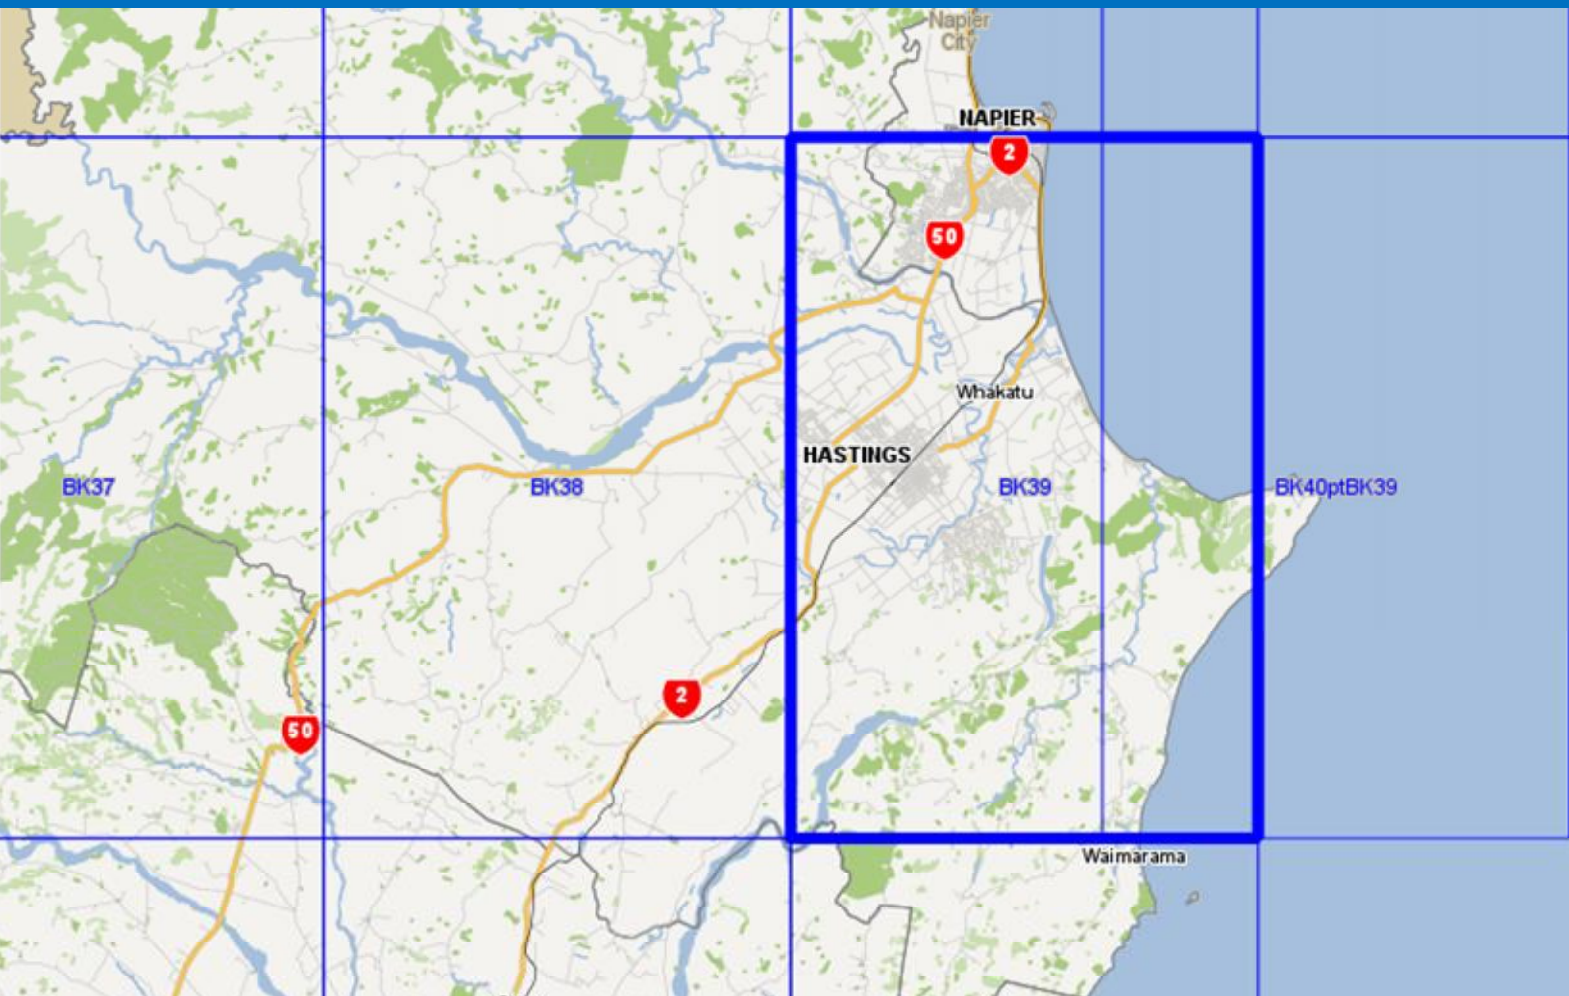 Napier
City
NAPIER
2
50
Whakatu
HASTINGS
BK37
BK38
BK39
BK40ptBK39
2
50
Waimarama